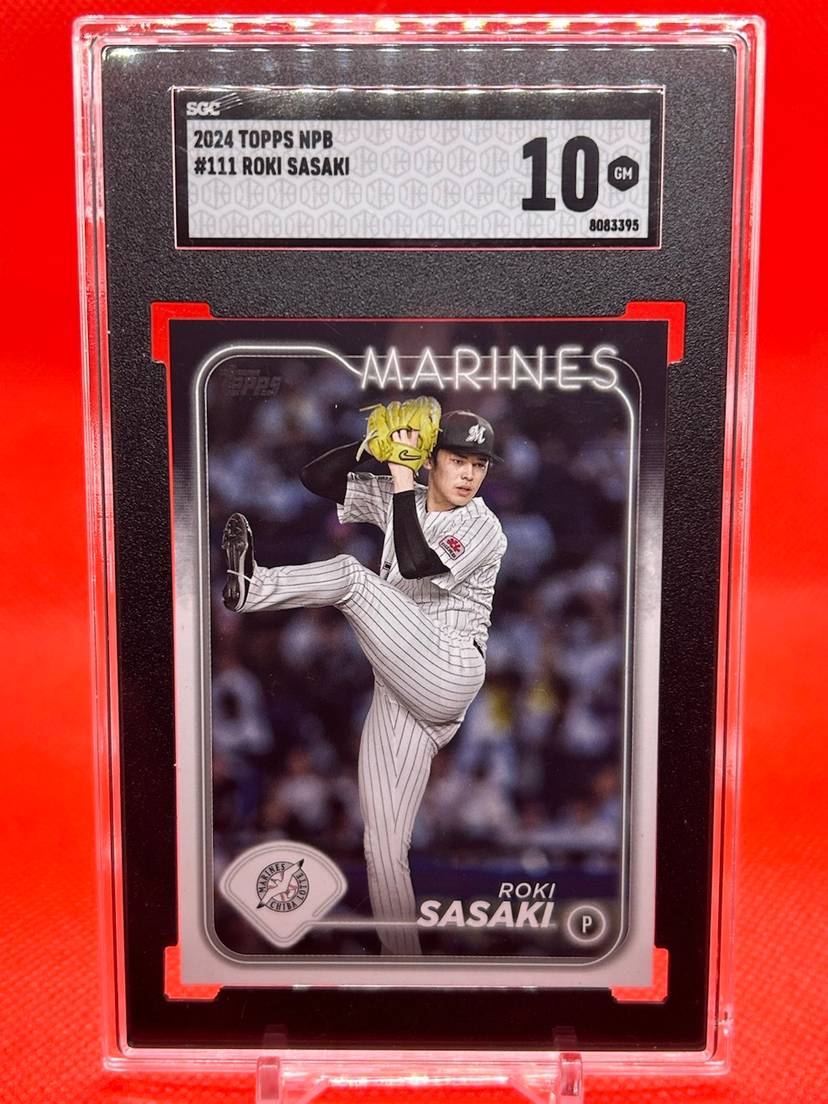 SGC
2024 TOPPS NPB
#111 ROKI SASAKI
10 GM
8083395
TOPPS
MARINES
M
MARINES
CHIBA LOTTE
ROKI
SASAKI P